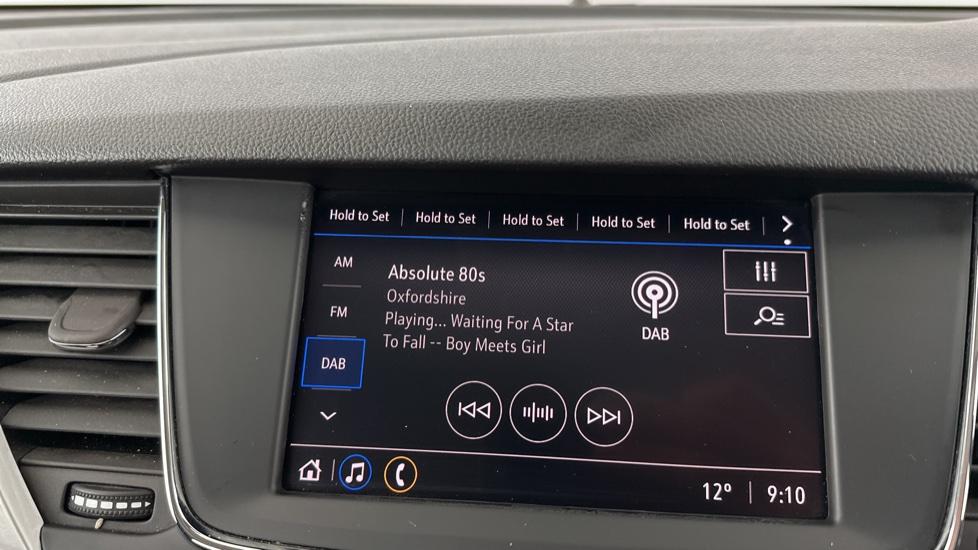 Hold to Set Hold to Set Hold to Set Hold to Set Hold to Set
AM
FM
DAB
Absolute 80s
Oxfordshire
Playing... Waiting For A Star
To Fall -- Boy Meets Girl
DAB
12° 9:10